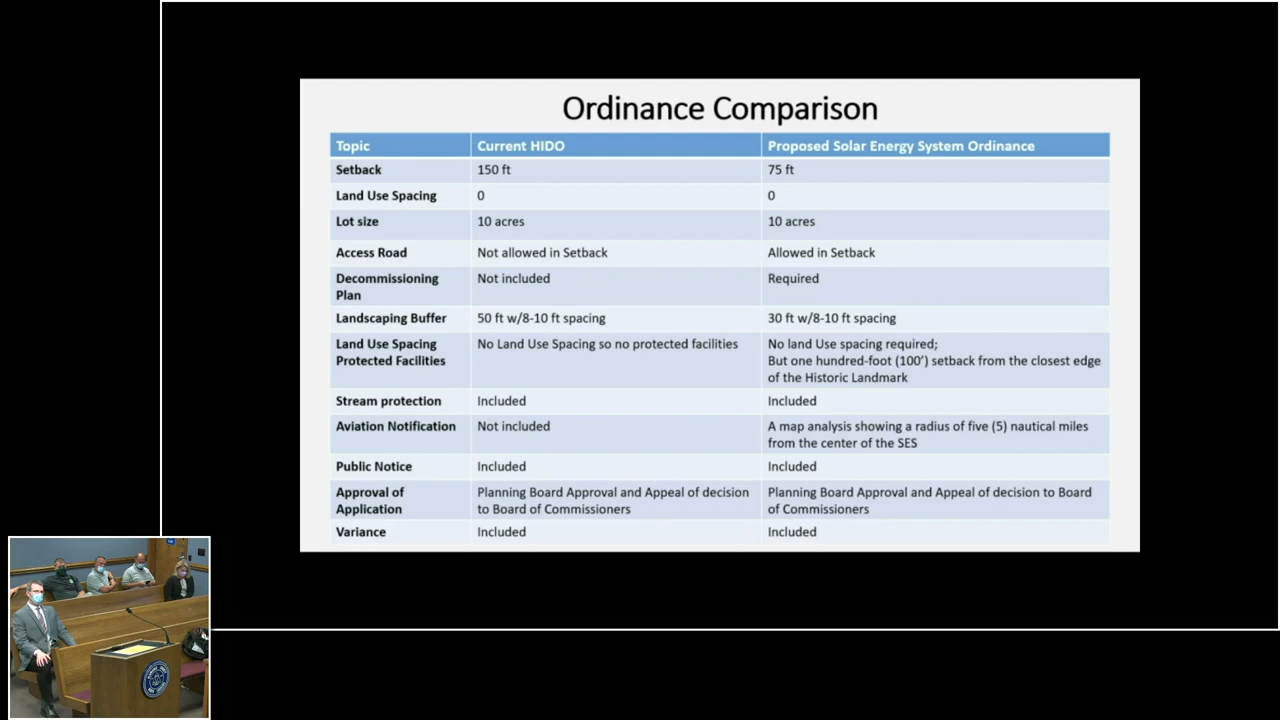 Ordinance Comparison
Topic Current HIDO Proposed Solar Energy System Ordinance
Setback 150 ft 75 ft
Land Use Spacing 0 0
Lot size 10 acres 10 acres
Access Road Not allowed in Setback Allowed in Setback
Decommissioning Not included Required
Plan
Landscaping Buffer 50 ft w/8-10 ft spacing 30 ft w/8-10 ft spacing
Land Use Spacing No Land Use Spacing so no protected facilities No land Use spacing required;
Protected Facilities But one hundred-foot (100’) setback from the closest edge
of the Historic Landmark
Stream protection Included Included
Aviation Notification Not included A map analysis showing a radius of five (5) nautical miles
from the center of the SES
Public Notice Included Included
Approval of Planning Board Approval and Appeal of decision Planning Board Approval and Appeal of decision to Board
Application to Board of Commissioners of Commissioners
Variance Included Included